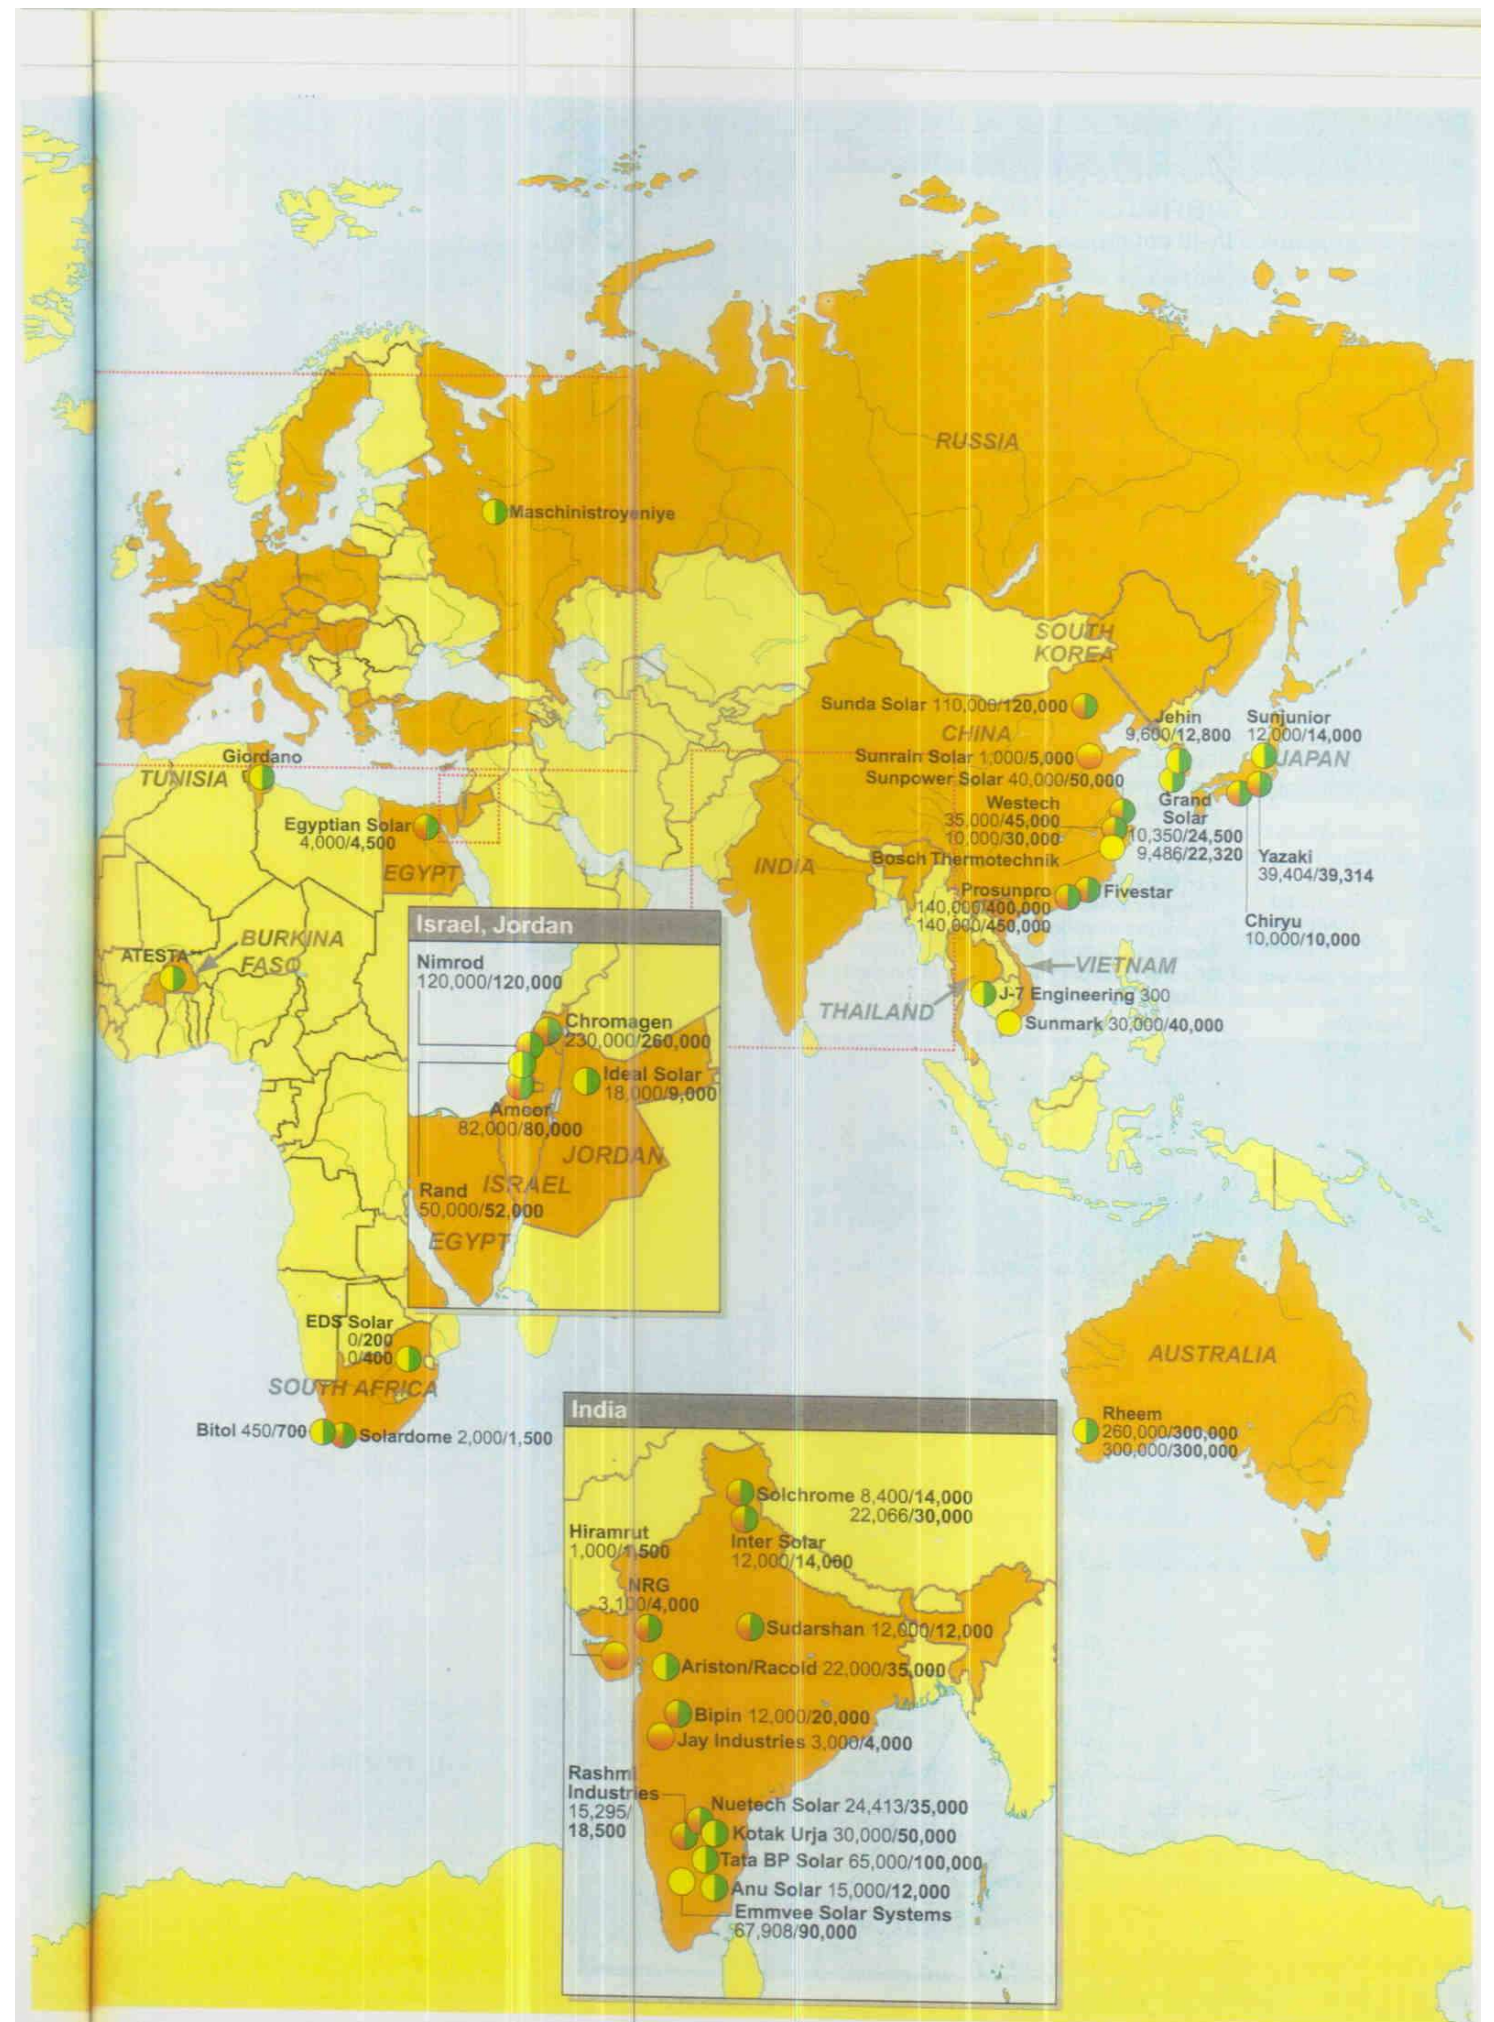 RUSSIA
Maschinistroyeniye
SOUTH
KOREA
Sunda Solar 110,000/120,000
CHINA
Jehin
9,600/12,800
Sunjunior
12,000/14,000
JAPAN
Sunrain Solar 1,000/5,000
Sunpower Solar 40,000/50,000
Giordano
TUNISIA
Westech
35,000/45,000
10,000/30,000
Grand
Solar
10,350/24,500
9,486/22,320
Egyptian Solar
4,000/4,500
EGYPT
INDIA
Bosch Thermotechnik
Yazaki
39,404/39,314
Prosunpro
140,000/400,000
140,000/450,000
Fivestar
Chiryu
10,000/10,000
Israel, Jordan
BURKINA
FASO
ATESTA**
Nimrod
120,000/120,000
VIETNAM
J-7 Engineering 300
THAILAND
Sunmark 30,000/40,000
Chromagen
230,000/260,000
Ideal Solar
18,000/9,000
Amcor
82,000/80,000
JORDAN
Rand
50,000/52,000
ISRAEL
EGYPT
EDS Solar
0/200
0/400
SOUTH AFRICA
Bitol 450/700
Solardome 2,000/1,500
AUSTRALIA
Rheem
260,000/300,000
300,000/300,000
India
Solchrome 8,400/14,000
22,066/30,000
Hiramrut
1,000/1,500
Inter Solar
12,000/14,000
NRG
3,100/4,000
Sudarshan 12,000/12,000
Ariston/Racold 22,000/35,000
Bipin 12,000/20,000
Jay Industries 3,000/4,000
Rashmi
Industries
15,295/
18,500
Nuetech Solar 24,413/35,000
Kotak Urja 30,000/50,000
Tata BP Solar 65,000/100,000
Anu Solar 15,000/12,000
Emmvee Solar Systems
67,908/90,000